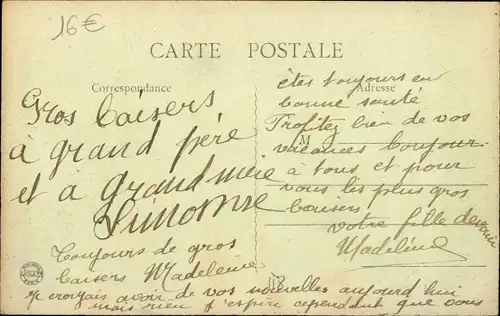 16€
CARTE POSTALE
Correspondance
Adresse
M
Gros baisers
à grand père
et a Grand mère
Simonne
Toujours de gros
baisers Madeleine
je croyais avoir de vos nouvelles aujourd hui
mais rien j'espère cependant que vous
êtes toujours en
bonne santé
Profitez bien de vos
vacances bonjour
à tous et pour
vous les plus gros
baisers
votre fille
Madeleine